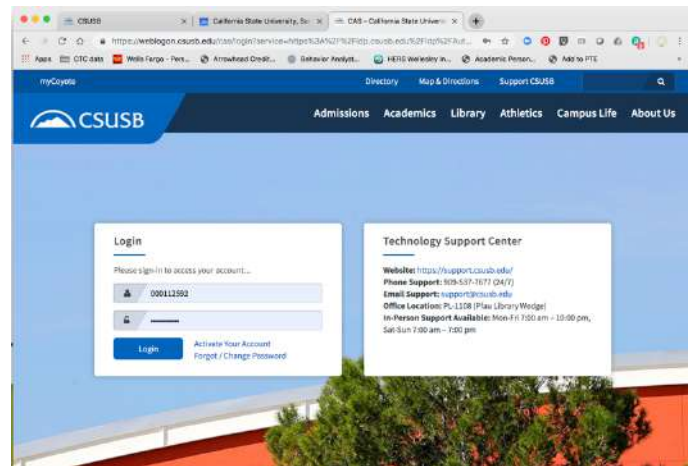 CSUSB
California State University, Sa
CAS – California State Univers
https://weblogon.csusb.edu/cas/login?service=https%3A%2F%2Fidp.csusb.edu%2Fidp%2FAut...
Apps
CTC data
Wells Fargo - Pers...
Arrowhead Credit...
Behavior Analyst...
HERS Wellesley in...
Academic Person...
Add to PTE
myCoyote
Directory
Map & Directions
Support CSUSB
CSUSB
Admissions
Academics
Library
Athletics
Campus Life
About Us
Login
Please sign-in to access your account...
000112592
Login
Activate Your Account
Forgot / Change Password
Technology Support Center
Website: https://support.csusb.edu/
Phone Support: 909-537-7677 (24/7)
Email Support: support@csusb.edu
Office Location: PL-1108 (Pfau Library Wedge)
In-Person Support Available: Mon-Fri 7:00 am – 10:00 pm,
Sat-Sun 7:00 am – 7:00 pm